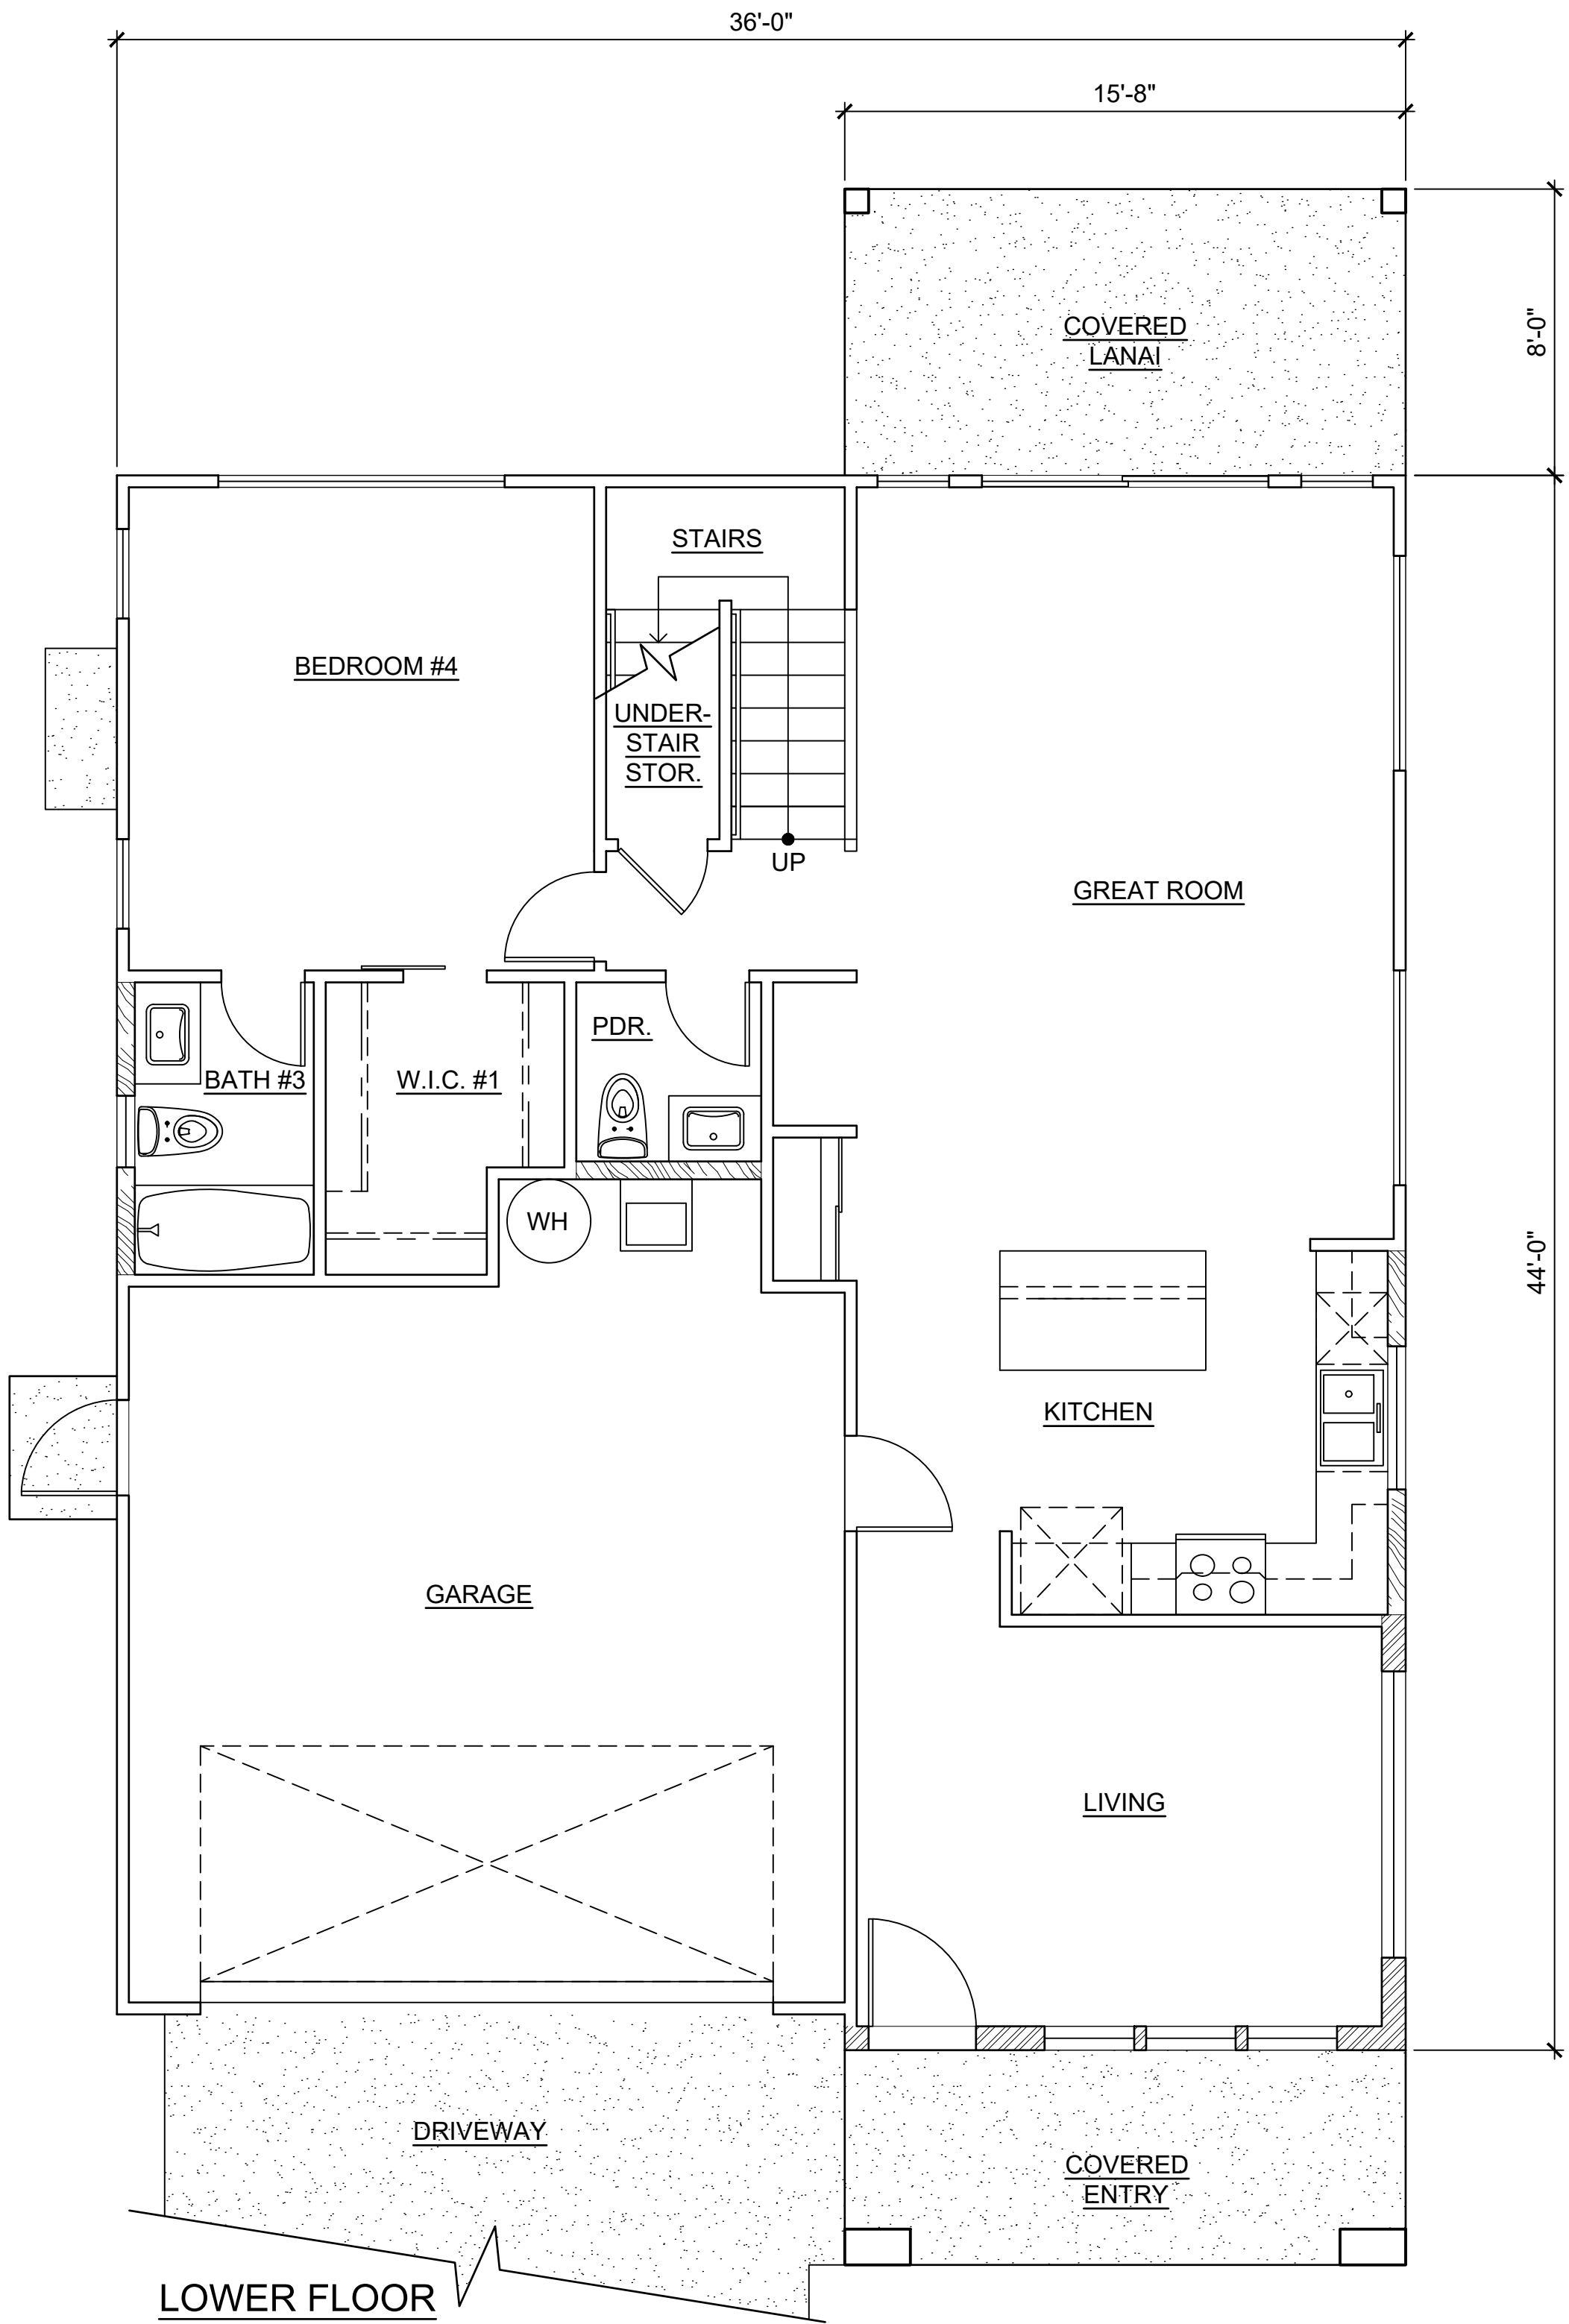 36'-0"
15'-8"
COVERED
LANAI
8'-0"
STAIRS
BEDROOM #4
UNDER-
STAIR
STOR.
UP
GREAT ROOM
PDR.
BATH #3
W.I.C. #1
WH
44'-0"
KITCHEN
GARAGE
LIVING
DRIVEWAY
COVERED
ENTRY
LOWER FLOOR